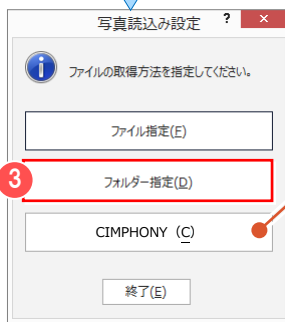 写真読込み設定 ? ×
ファイルの取得方法を指定してください。
ファイル指定(F)
3
フォルダー指定(D)
CIMPHONY (C)
終了(E)